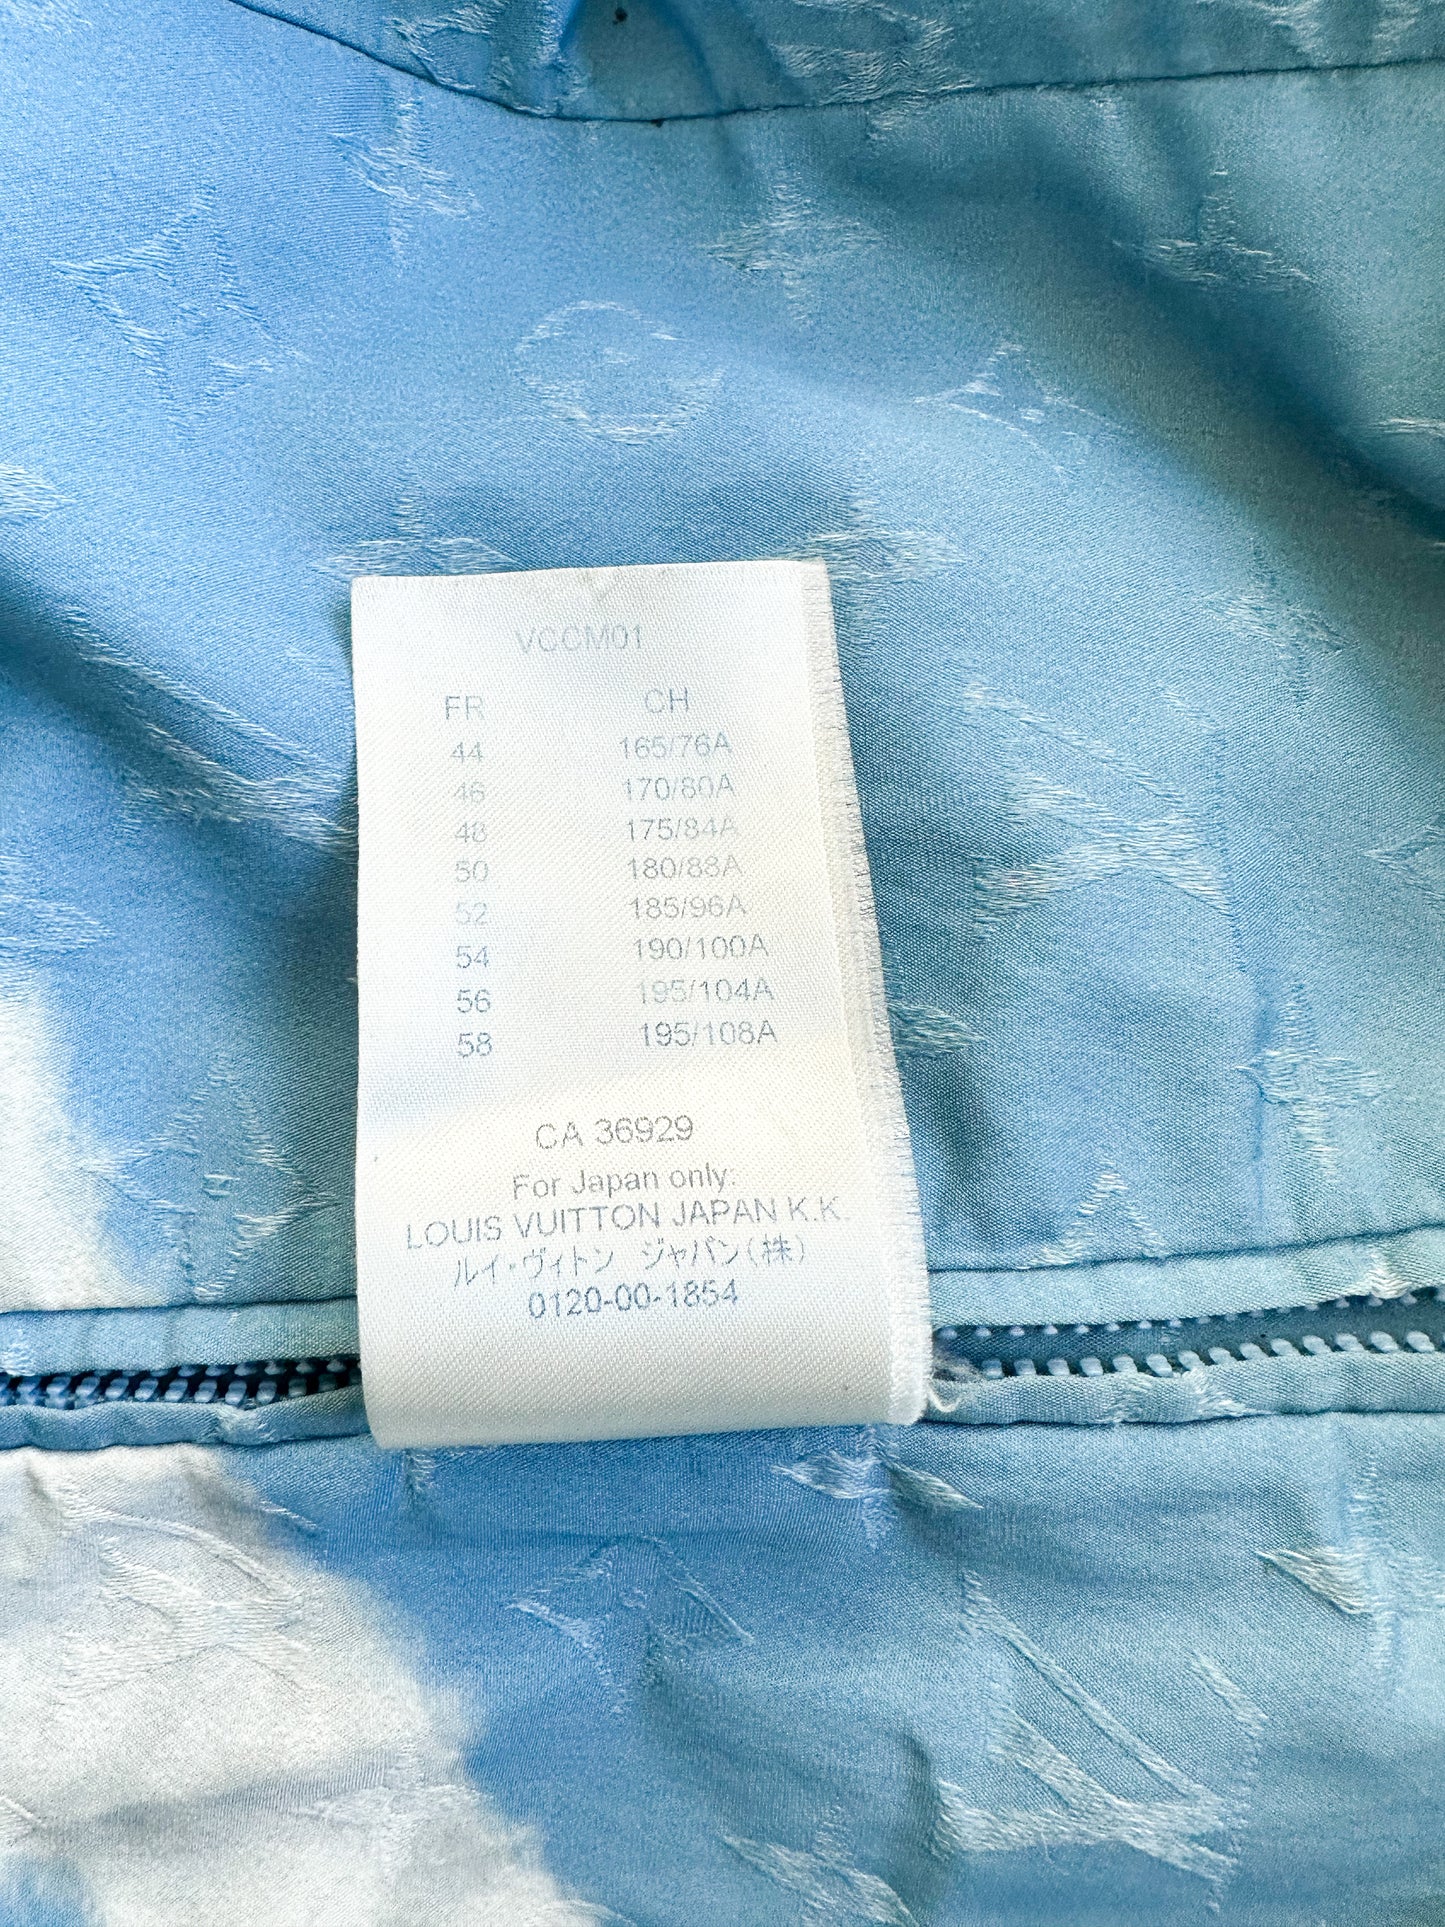 VCCM01
FR CH
44 165/76A
46 170/80A
48 175/84A
50 180/88A
52 185/96A
54 190/100A
56 195/104A
58 195/108A
CA 36929
For Japan only:
LOUIS VUITTON JAPAN K.K.
ルイ・ヴィトン ジャパン(株)
0120-00-1854